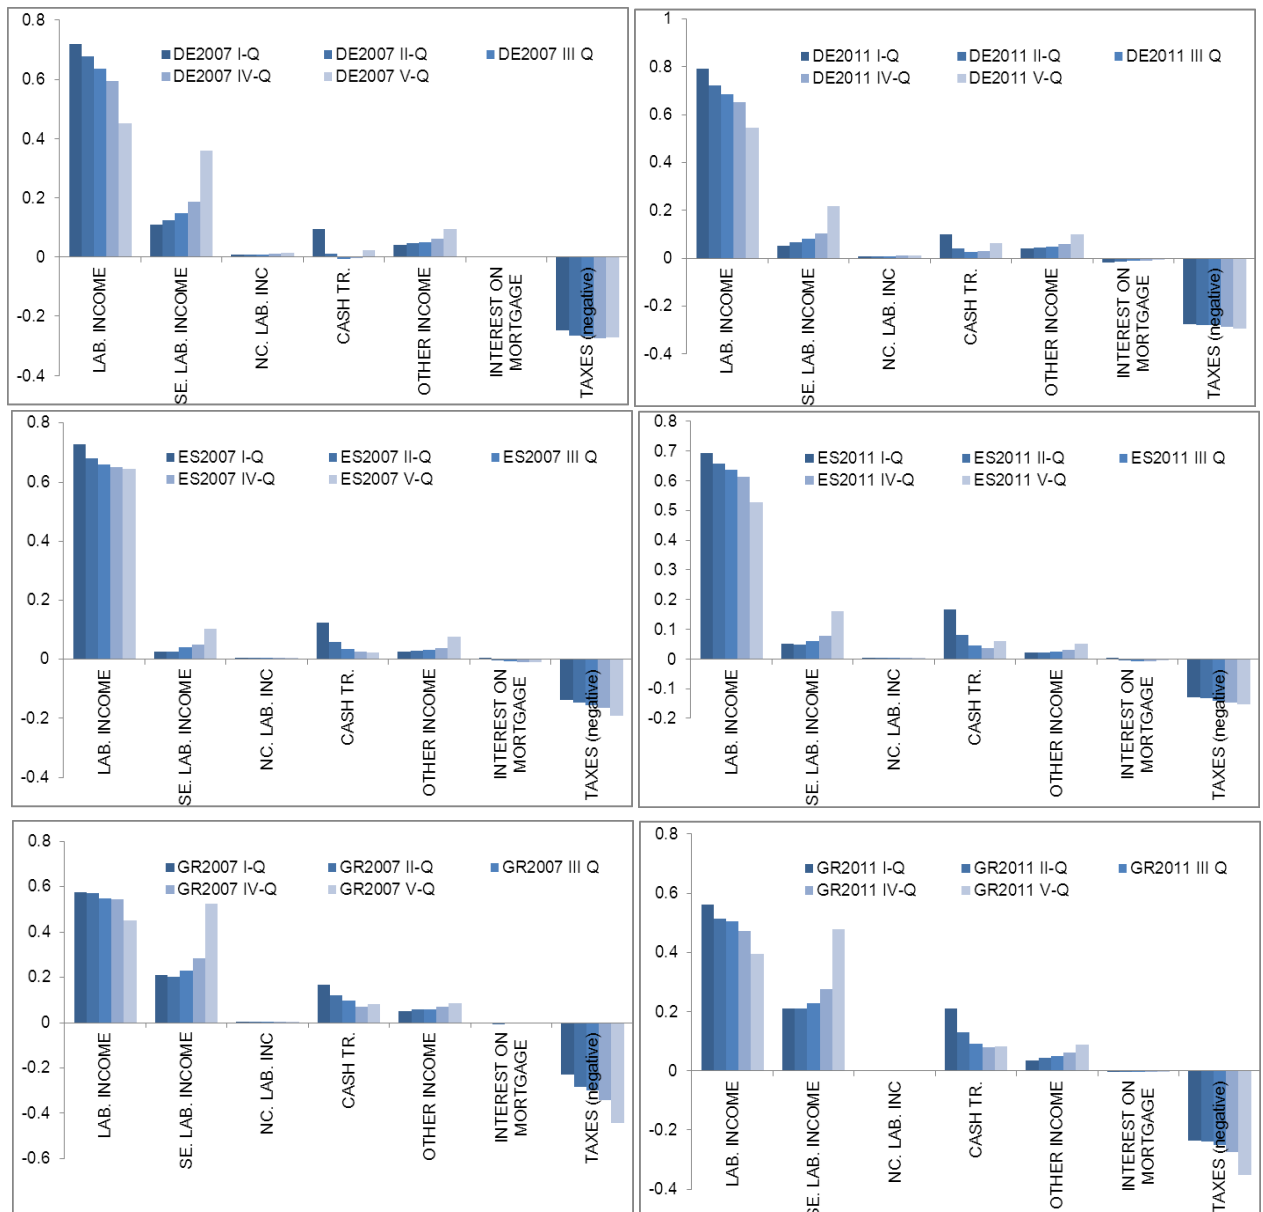 0.8
0.6
0.4
0.2
0
-0.2
-0.4
DE2007 I-Q DE2007 II-Q DE2007 III Q
DE2007 IV-Q DE2007 V-Q
LAB. INCOME
SE. LAB. INCOME
NC. LAB. INC
CASH TR.
OTHER INCOME
INTEREST ON
MORTGAGE
TAXES (negative)
1
0.8
0.6
0.4
0.2
0
-0.2
-0.4
DE2011 I-Q DE2011 II-Q DE2011 III Q
DE2011 IV-Q DE2011 V-Q
LAB. INCOME
SE. LAB. INCOME
NC. LAB. INC
CASH TR.
OTHER INCOME
INTEREST ON
MORTGAGE
TAXES (negative)
0.8
0.6
0.4
0.2
0
-0.2
-0.4
ES2007 I-Q ES2007 II-Q ES2007 III Q
ES2007 IV-Q ES2007 V-Q
LAB. INCOME
SE. LAB. INCOME
NC. LAB. INC
CASH TR.
OTHER INCOME
INTEREST ON
MORTGAGE
TAXES (negative)
0.8
0.7
0.6
0.5
0.4
0.3
0.2
0.1
0
-0.1
-0.2
ES2011 I-Q ES2011 II-Q ES2011 III Q
ES2011 IV-Q ES2011 V-Q
LAB. INCOME
SE. LAB. INCOME
NC. LAB. INC
CASH TR.
OTHER INCOME
INTEREST ON
MORTGAGE
TAXES (negative)
0.8
0.6
0.4
0.2
0
-0.2
-0.4
-0.6
GR2007 I-Q GR2007 II-Q GR2007 III Q
GR2007 IV-Q GR2007 V-Q
LAB. INCOME
SE. LAB. INCOME
NC. LAB. INC
CASH TR.
OTHER INCOME
INTEREST ON
MORTGAGE
TAXES (negative)
0.8
0.6
0.4
0.2
0
-0.2
-0.4
GR2011 I-Q GR2011 II-Q GR2011 III Q
GR2011 IV-Q GR2011 V-Q
LAB. INCOME
SE. LAB. INCOME
NC. LAB. INC
CASH TR.
OTHER INCOME
INTEREST ON
MORTGAGE
TAXES (negative)